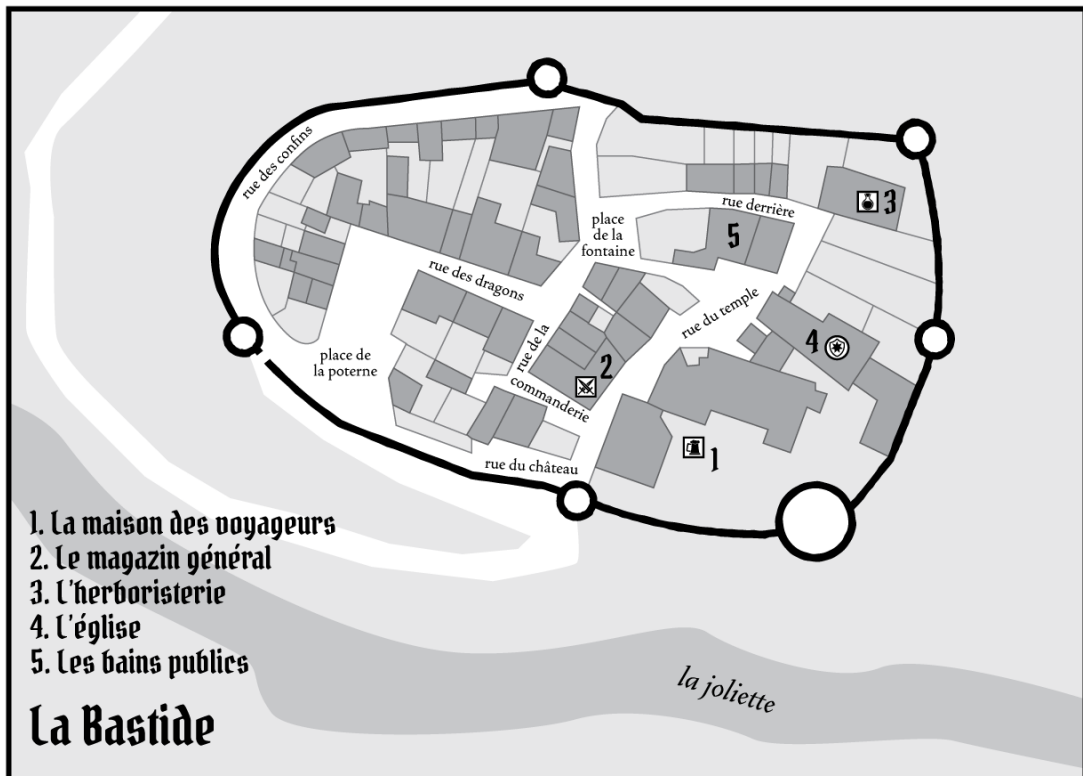 rue des confins
rue derrière
3
place
de la
fontaine
5
rue des dragons
rue du temple
4
place de
la poterne
rue de la
commanderie
2
1
rue du château
1. La maison des voyageurs
2. Le magazin général
3. L'herboristerie
4. L'église
5. Les bains publics
la joliette
La Bastide